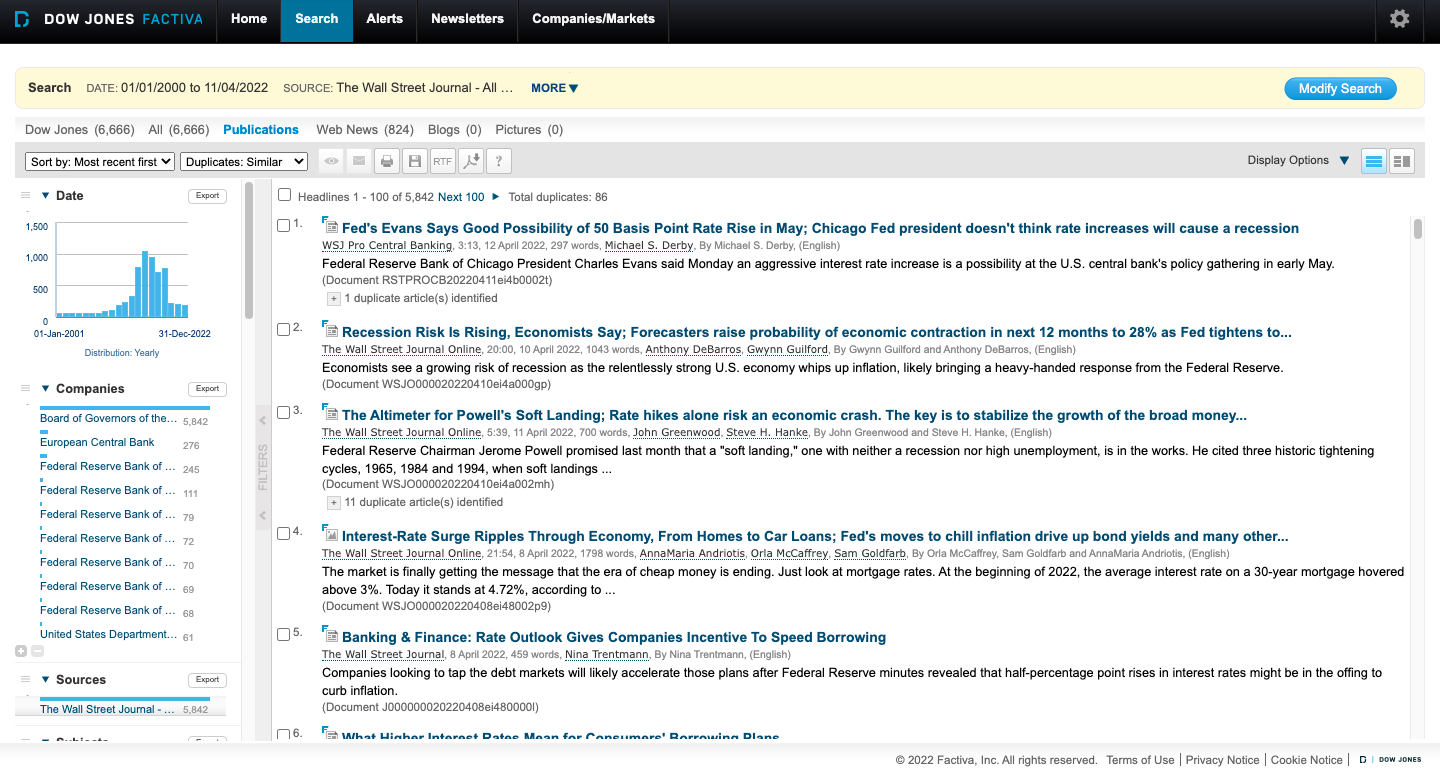 DOW JONES FACTIVA
Home
Search
Alerts
Newsletters
Companies/Markets
Search DATE: 01/01/2000 to 11/04/2022 SOURCE: The Wall Street Journal - All ... MORE ▼
Modify Search
Dow Jones (6,666) All (6,666) Publications Web News (824) Blogs (0) Pictures (0)
Sort by: Most recent first
Duplicates: Similar
RTF
?
Display Options ▼
▼ Date
Export
1,500
1,000
500
0
01-Jan-2001 31-Dec-2022
Distribution: Yearly
▼ Companies
Export
Board of Governors of the... 5,842
European Central Bank 276
Federal Reserve Bank of ... 245
Federal Reserve Bank of ... 111
Federal Reserve Bank of ... 79
Federal Reserve Bank of ... 72
Federal Reserve Bank of ... 70
Federal Reserve Bank of ... 69
Federal Reserve Bank of ... 68
United States Department... 61
▼ Sources
Export
The Wall Street Journal - ... 5,842
Subjects
FILTERS
Headlines 1 - 100 of 5,842 Next 100 ► Total duplicates: 86
1. Fed's Evans Says Good Possibility of 50 Basis Point Rate Rise in May; Chicago Fed president doesn't think rate increases will cause a recession
WSJ Pro Central Banking, 3:13, 12 April 2022, 297 words, Michael S. Derby, By Michael S. Derby, (English)
Federal Reserve Bank of Chicago President Charles Evans said Monday an aggressive interest rate increase is a possibility at the U.S. central bank's policy gathering in early May.
(Document RSTPROCB20220411ei4b0002t)
+ 1 duplicate article(s) identified
2. Recession Risk Is Rising, Economists Say; Forecasters raise probability of economic contraction in next 12 months to 28% as Fed tightens to...
The Wall Street Journal Online, 20:00, 10 April 2022, 1043 words, Anthony DeBarros, Gwynn Guilford, By Gwynn Guilford and Anthony DeBarros, (English)
Economists see a growing risk of recession as the relentlessly strong U.S. economy whips up inflation, likely bringing a heavy-handed response from the Federal Reserve.
(Document WSJO000020220410ei4a000gp)
3. The Altimeter for Powell's Soft Landing; Rate hikes alone risk an economic crash. The key is to stabilize the growth of the broad money...
The Wall Street Journal Online, 5:39, 11 April 2022, 700 words, John Greenwood, Steve H. Hanke, By John Greenwood and Steve H. Hanke, (English)
Federal Reserve Chairman Jerome Powell promised last month that a "soft landing," one with neither a recession nor high unemployment, is in the works. He cited three historic tightening
cycles, 1965, 1984 and 1994, when soft landings ...
(Document WSJO000020220410ei4a002mh)
+ 11 duplicate article(s) identified
4. Interest-Rate Surge Ripples Through Economy, From Homes to Car Loans; Fed's moves to chill inflation drive up bond yields and many other...
The Wall Street Journal Online, 21:54, 8 April 2022, 1798 words, AnnaMaria Andriotis, Orla McCaffrey, Sam Goldfarb, By Orla McCaffrey, Sam Goldfarb and AnnaMaria Andriotis, (English)
The market is finally getting the message that the era of cheap money is ending. Just look at mortgage rates. At the beginning of 2022, the average interest rate on a 30-year mortgage hovered
above 3%. Today it stands at 4.72%, according to ...
(Document WSJO000020220408ei48002p9)
5. Banking & Finance: Rate Outlook Gives Companies Incentive To Speed Borrowing
The Wall Street Journal, 8 April 2022, 459 words, Nina Trentmann, By Nina Trentmann, (English)
Companies looking to tap the debt markets will likely accelerate those plans after Federal Reserve minutes revealed that half-percentage point rises in interest rates might be in the offing to
curb inflation.
(Document J000000020220408ei480000l)
6. What Higher Interest Rates Mean for Consumers' Borrowing Plans
© 2022 Factiva, Inc. All rights reserved. Terms of Use | Privacy Notice | Cookie Notice | DOW JONES